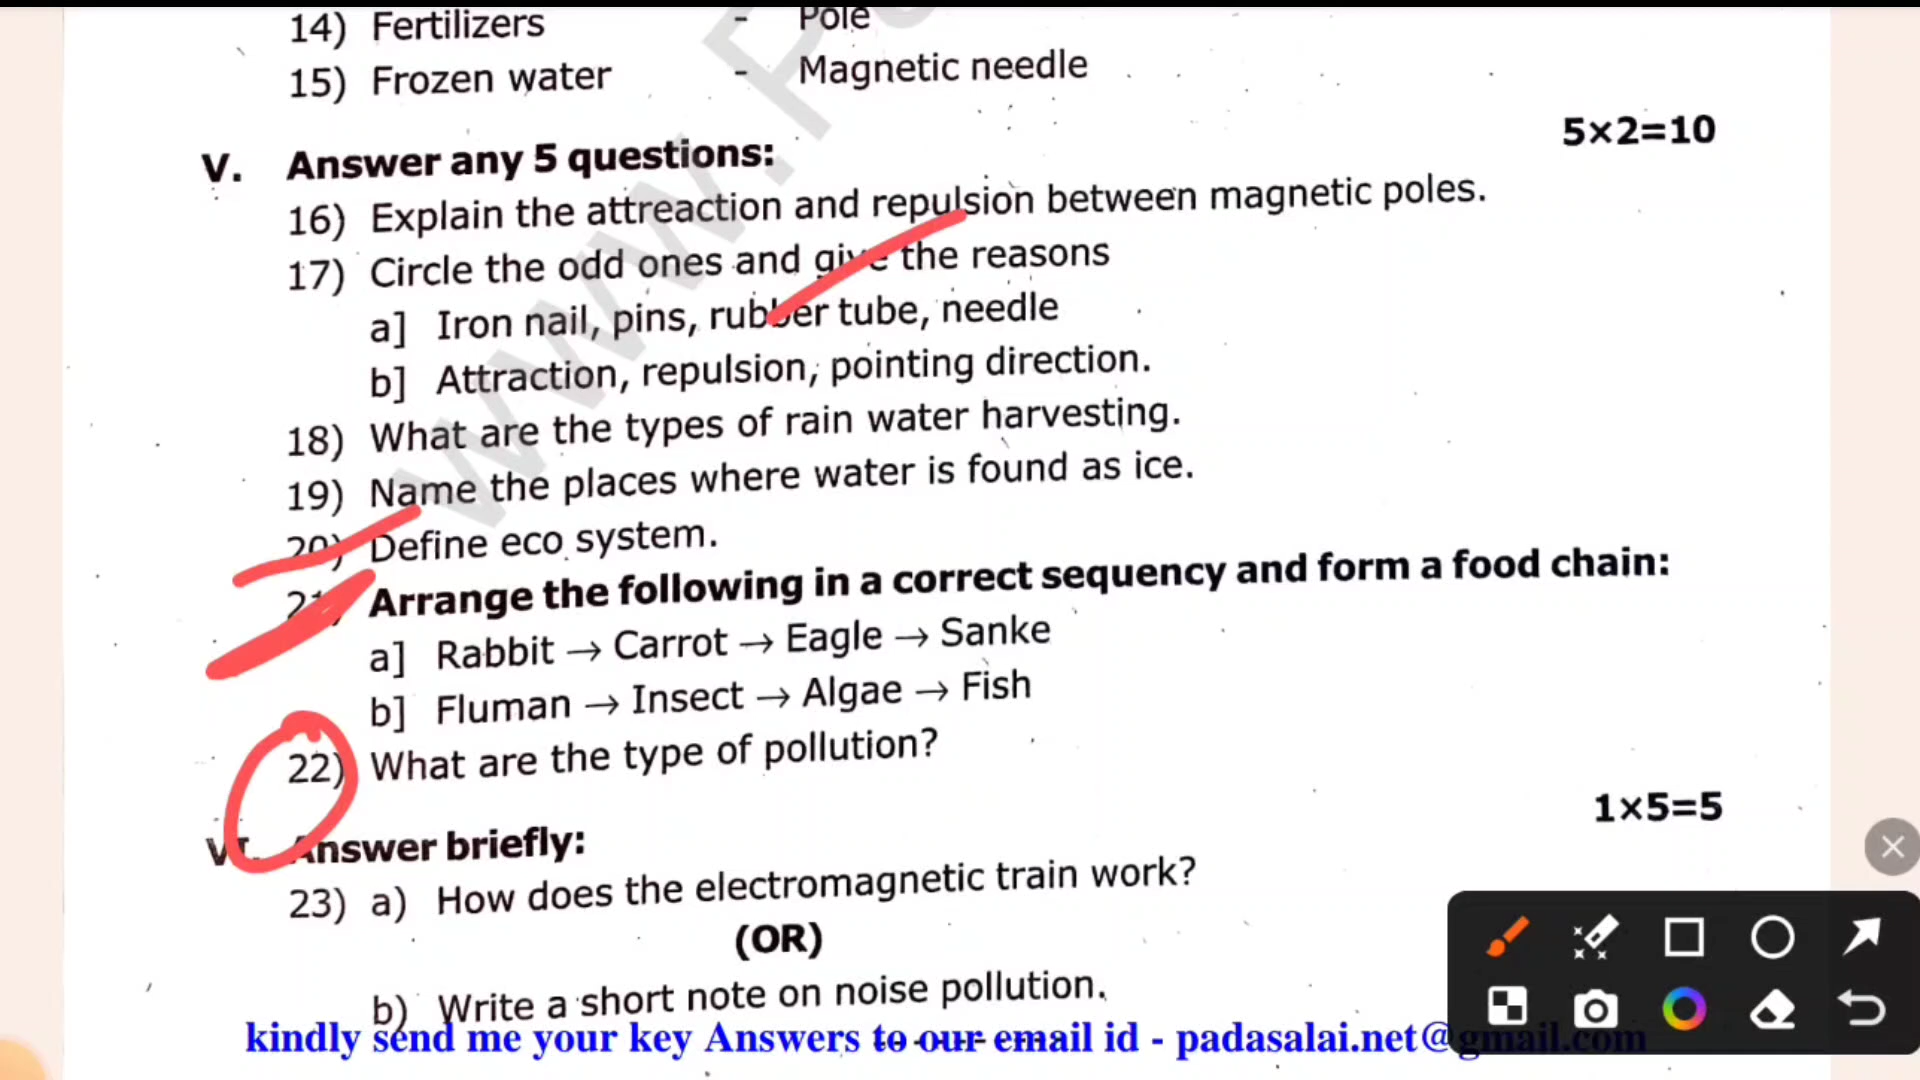 14) Fertilizers - Pole
15) Frozen water - Magnetic needle
5×2=10
V. Answer any 5 questions:
16) Explain the attreaction and repulsion between magnetic poles.
17) Circle the odd ones and give the reasons
a] Iron nail, pins, rubber tube, needle
b] Attraction, repulsion, pointing direction.
18) What are the types of rain water harvesting.
19) Name the places where water is found as ice.
20) Define eco system.
21) Arrange the following in a correct sequency and form a food chain:
a] Rabbit → Carrot → Eagle → Sanke
b] Fluman → Insect → Algae → Fish
22) What are the type of pollution?
1×5=5
VI. Answer briefly:
23) a) How does the electromagnetic train work?
(OR)
b) Write a short note on noise pollution.
kindly send me your key Answers to our email id - padasalai.net@gmail.com
www.P